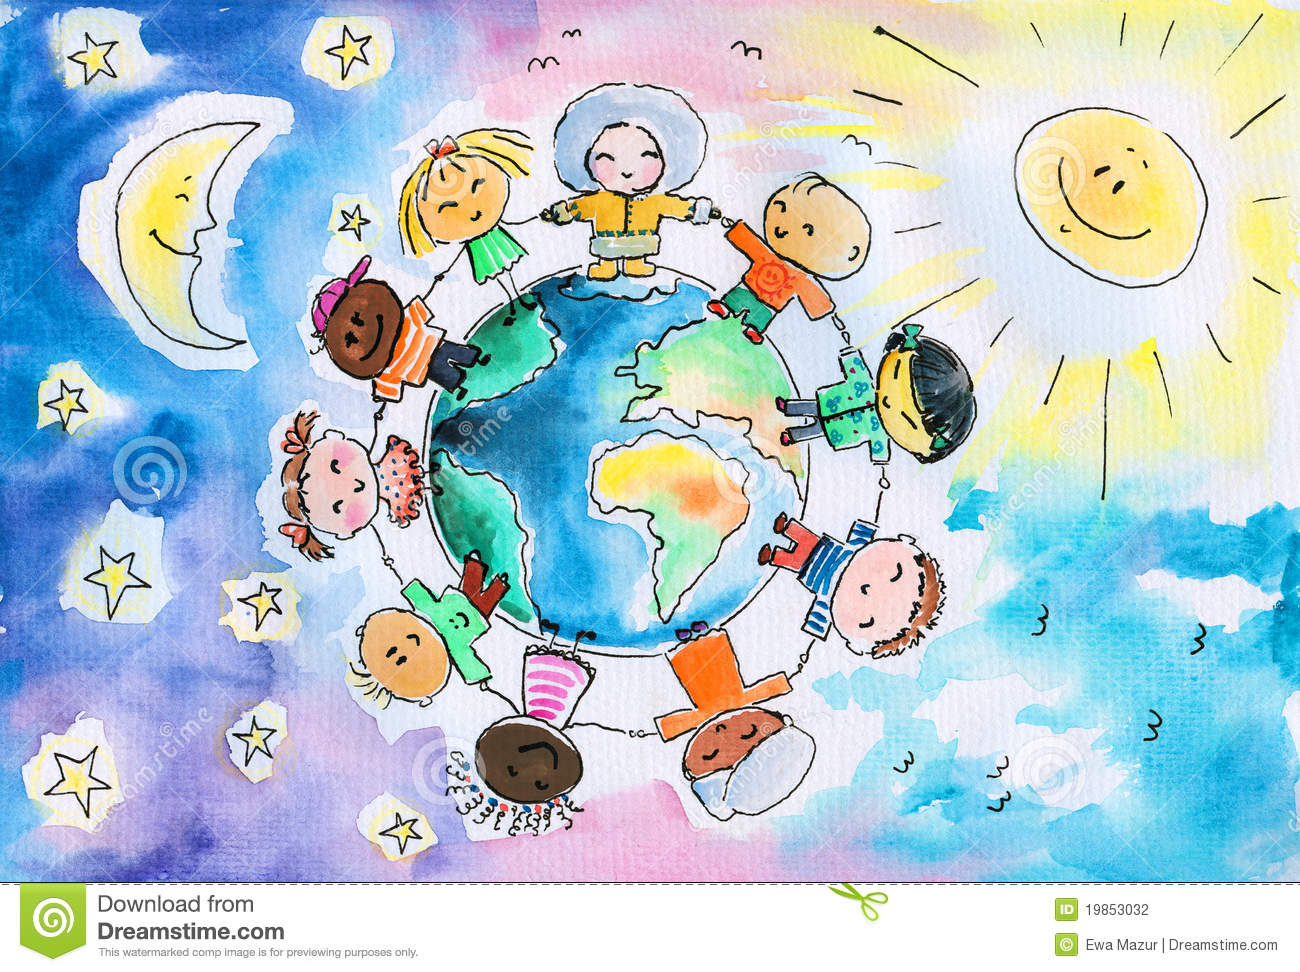 Download from
Dreamstime.com
This watermarked comp image is for previewing purposes only.
ID 19853032
© Ewa Mazur | Dreamstime.com